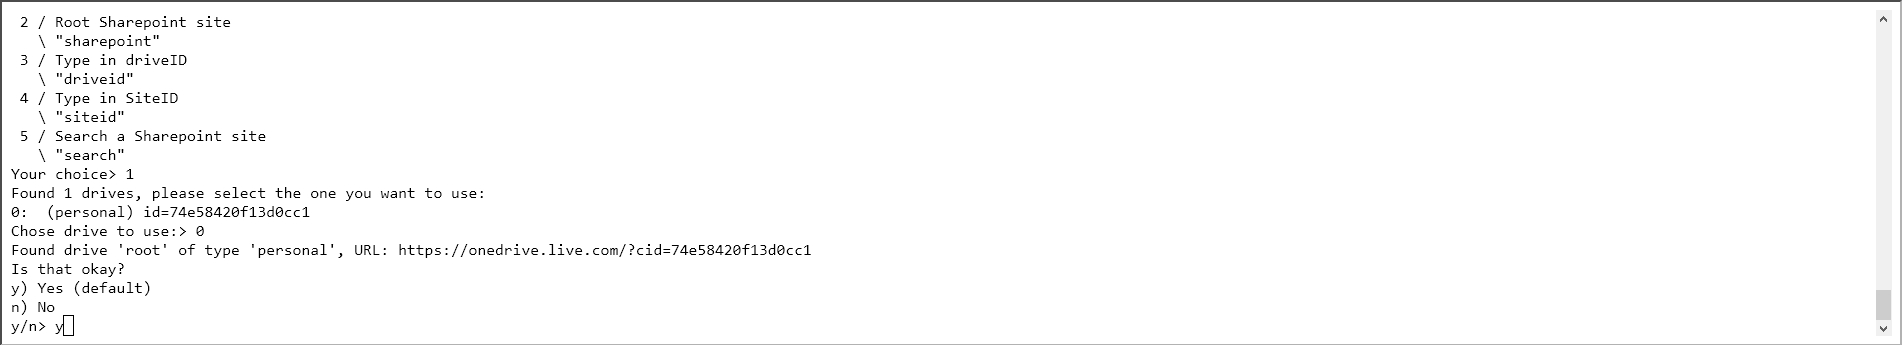 2 / Root Sharepoint site
\ "sharepoint"
3 / Type in driveID
\ "driveid"
4 / Type in SiteID
\ "siteid"
5 / Search a Sharepoint site
\ "search"
Your choice> 1
Found 1 drives, please select the one you want to use:
0:  (personal) id=74e58420f13d0cc1
Chose drive to use:> 0
Found drive 'root' of type 'personal', URL: https://onedrive.live.com/?cid=74e58420f13d0cc1
Is that okay?
y) Yes (default)
n) No
y/n> y